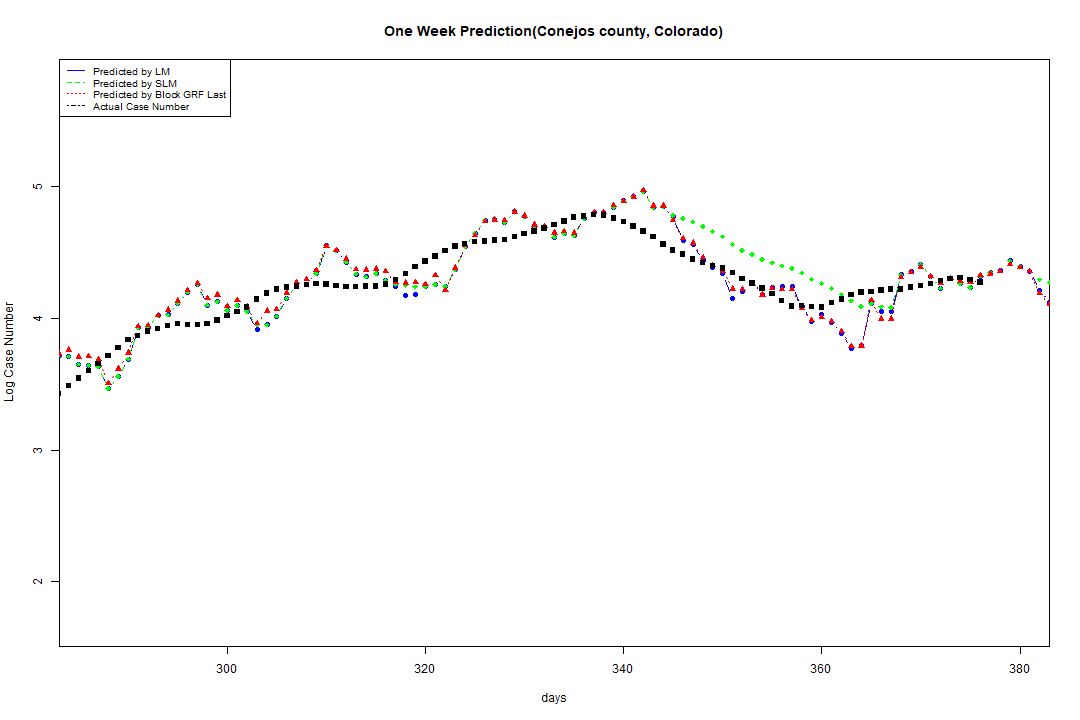 One Week Prediction(Conejos county, Colorado)
Predicted by LM
Predicted by SLM
Predicted by Block GRF Last
Actual Case Number
Log Case Number
5
4
3
2
300
320
340
360
380
days